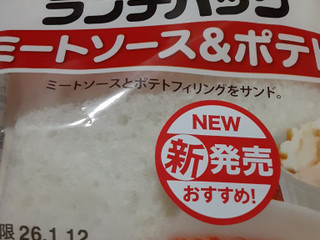 ランチパック
ミートソース&ポテト
ミートソースとポテトフィリングをサンド。
NEW
新発売
おすすめ!
限 26.1.12